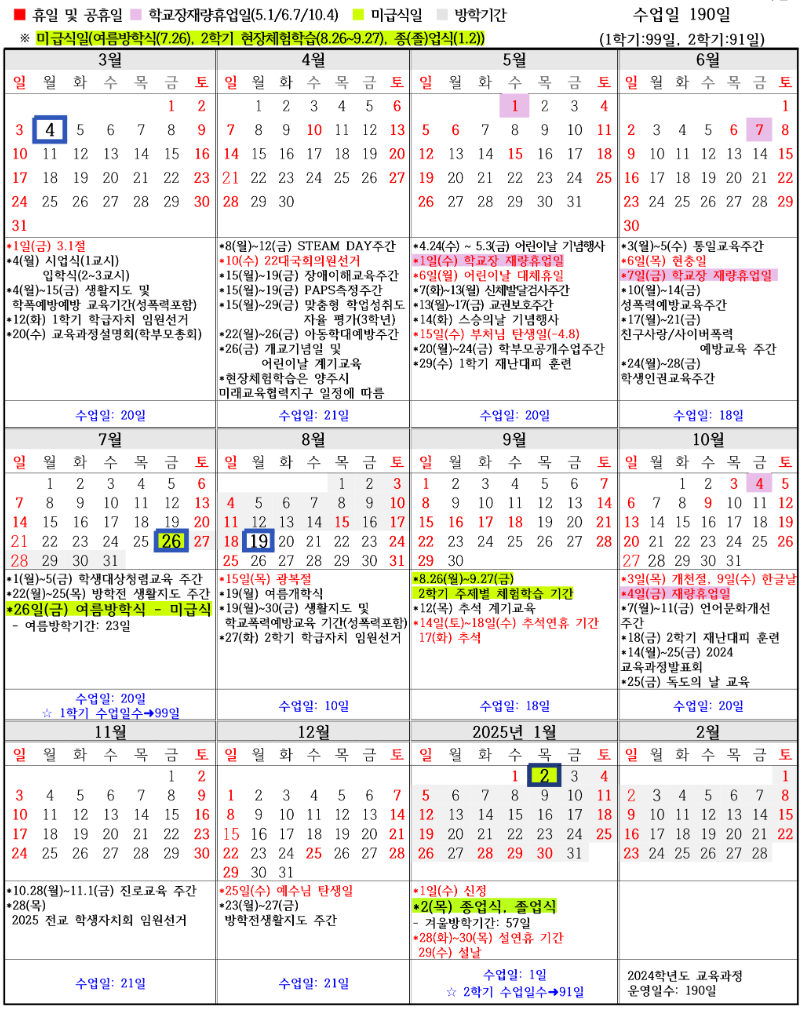 휴일 및 공휴일 학교장재량휴업일(5.1/6.7/10.4) 미급식일 방학기간 수업일 190일
※ 미급식일(여름방학식(7.26), 2학기 현장체험학습(8.26~9.27), 종(졸)업식(1.2)) (1학기:99일, 2학기:91일)
3월
일 월 화 수 목 금 토
1 2
3 4 5 6 7 8 9
10 11 12 13 14 15 16
17 18 19 20 21 22 23
24 25 26 27 28 29 30
31
*1일(금) 3.1절
*4(월) 시업식(1교시)
입학식(2~3교시)
*4(월)~15(금) 생활지도 및
학폭예방예방 교육기간(성폭력포함)
*12(화) 1학기 학급자치 임원선거
*20(수) 교육과정설명회(학부모총회)
수업일: 20일
4월
일 월 화 수 목 금 토
1 2 3 4 5 6
7 8 9 10 11 12 13
14 15 16 17 18 19 20
21 22 23 24 25 26 27
28 29 30
*8(월)~12(금) STEAM DAY주간
*10(수) 22대국회의원선거
*15(월)~19(금) 장애이해교육주간
*15(월)~19(금) PAPS측정주간
*15(월)~29(금) 맞춤형 학업성취도
자율 평가(3학년)
*22(월)~26(금) 아동학대예방주간
*26(금) 개교기념일 및
어린이날 계기교육
*현장체험학습은 양주시
미래교육협력지구 일정에 따름
수업일: 21일
5월
일 월 화 수 목 금 토
1 2 3 4
5 6 7 8 9 10 11
12 13 14 15 16 17 18
19 20 21 22 23 24 25
26 27 28 29 30 31
*4.24(수) ~ 5.3(금) 어린이날 기념행사
*1일(수) 학교장 재량휴업일
*6일(월) 어린이날 대체휴일
*7(화)~13(월) 신체발달검사주간
*13(월)~17(금) 교권보호주간
*14(화) 스승의날 기념행사
*15일(수) 부처님 탄생일(-4.8)
*20(월)~24(금) 학부모공개수업주간
*29(수) 1학기 재난대피 훈련
수업일: 20일
6월
일 월 화 수 목 금 토
1
2 3 4 5 6 7 8
9 10 11 12 13 14 15
16 17 18 19 20 21 22
23 24 25 26 27 28 29
30
*3(월)~5(수) 통일교육주간
*6일(목) 현충일
*7일(금) 학교장 재량휴업일
*10(월)~14(금)
성폭력예방교육주간
*17(월)~21(금)
친구사랑/사이버폭력
예방교육 주간
*24(월)~28(금)
학생인권교육주간
수업일: 18일
7월
일 월 화 수 목 금 토
1 2 3 4 5 6
7 8 9 10 11 12 13
14 15 16 17 18 19 20
21 22 23 24 25 26 27
28 29 30 31
*1(월)~5(금) 학생대상청렴교육 주간
*22(월)~25(목) 방학전 생활지도 주간
*26일(금) 여름방학식 - 미급식
- 여름방학기간: 23일
수업일: 20일
☆ 1학기 수업일수➔99일
8월
일 월 화 수 목 금 토
1 2 3
4 5 6 7 8 9 10
11 12 13 14 15 16 17
18 19 20 21 22 23 24
25 26 27 28 29 30 31
*15일(목) 광복절
*19(월) 여름개학식
*19(월)~30(금) 생활지도 및
학교폭력예방교육 기간(성폭력포함)
*27(화) 2학기 학급자치 임원선거
수업일: 10일
9월
일 월 화 수 목 금 토
1 2 3 4 5 6 7
8 9 10 11 12 13 14
15 16 17 18 19 20 21
22 23 24 25 26 27 28
29 30
*8.26(월)~9.27(금)
2학기 주제별 체험학습 기간
*12(목) 추석 계기교육
*14일(토)~18일(수) 추석연휴 기간
17(화) 추석
수업일: 18일
10월
일 월 화 수 목 금 토
1 2 3 4 5
6 7 8 9 10 11 12
13 14 15 16 17 18 19
20 21 22 23 24 25 26
27 28 29 30 31
*3일(목) 개천절, 9일(수) 한글날
*4일(금) 재량휴업일
*7(월)~11(금) 언어문화개선
주간
*18(금) 2학기 재난대피 훈련
*14(월)~25(금) 2024
교육과정발표회
*25(금) 독도의 날 교육
수업일: 20일
11월
일 월 화 수 목 금 토
1 2
3 4 5 6 7 8 9
10 11 12 13 14 15 16
17 18 19 20 21 22 23
24 25 26 27 28 29 30
*10.28(월)~11.1(금) 진로교육 주간
*28(목)
2025 전교 학생자치회 임원선거
수업일: 21일
12월
일 월 화 수 목 금 토
1 2 3 4 5 6 7
8 9 10 11 12 13 14
15 16 17 18 19 20 21
22 23 24 25 26 27 28
29 30 31
*25일(수) 예수님 탄생일
*23(월)~27(금)
방학전생활지도 주간
수업일: 21일
2025년 1월
일 월 화 수 목 금 토
1 2 3 4
5 6 7 8 9 10 11
12 13 14 15 16 17 18
19 20 21 22 23 24 25
26 27 28 29 30 31
*1일(수) 신정
*2(목) 종업식, 졸업식
- 겨울방학기간: 57일
*28(화)~30(목) 설연휴 기간
29(수) 설날
수업일: 1일
☆ 2학기 수업일수➔91일
2월
일 월 화 수 목 금 토
1
2 3 4 5 6 7 8
9 10 11 12 13 14 15
16 17 18 19 20 21 22
23 24 25 26 27 28
2024학년도 교육과정
운영일수: 190일